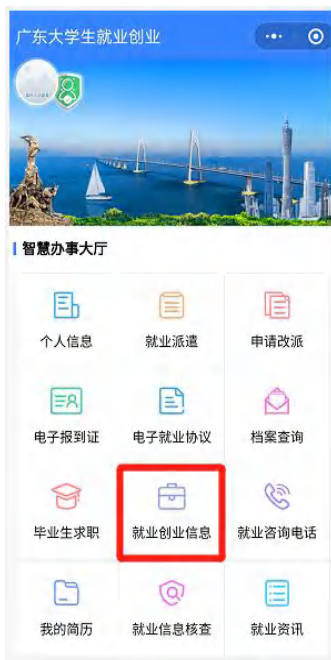 广东大学生就业创业
智慧办事大厅
个人信息 就业派遣 申请改派
电子报到证 电子就业协议 档案查询
毕业生求职 就业创业信息 就业咨询电话
我的简历 就业信息核查 就业资讯